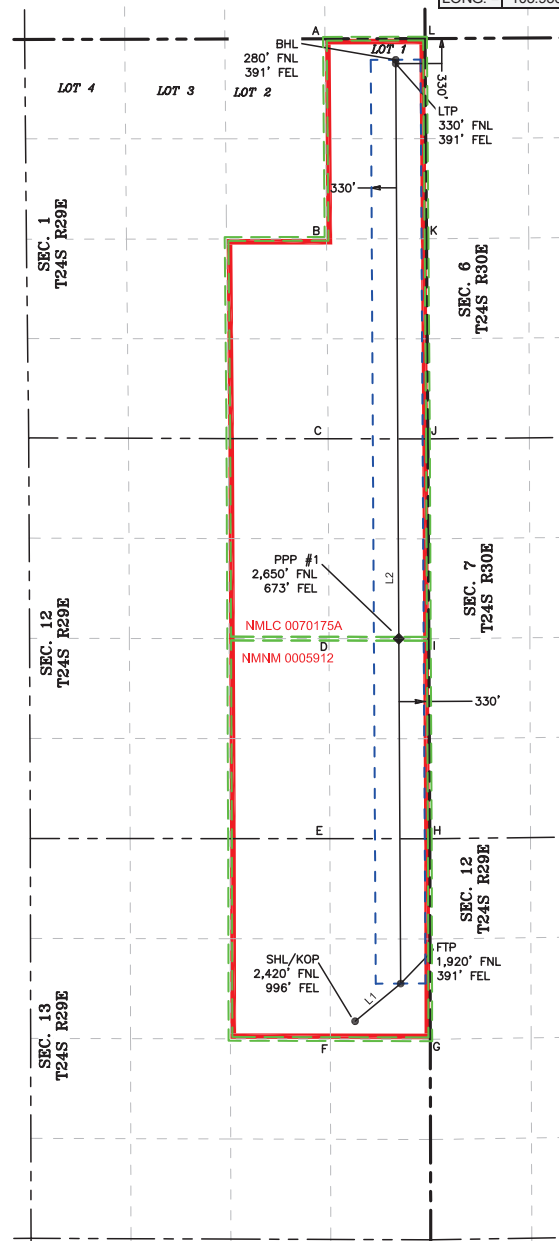 LONG.
A
L
BHL
280' FNL
391' FEL
LOT 1
LOT 4
LOT 3
LOT 2
330'
LTP
330' FNL
391' FEL
330'
B
K
SEC. 1
T24S R29E
SEC. 6
T24S R30E
C
J
PPP #1
2,650' FNL
673' FEL
L2
SEC. 7
T24S R30E
NMLC 0070175A
D
I
NMNM 0005912
SEC. 12
T24S R29E
330'
E
H
SEC. 12
T24S R29E
FTP
1,920' FNL
391' FEL
SHL/KOP
2,420' FNL
996' FEL
L1
SEC. 13
T24S R29E
F
G